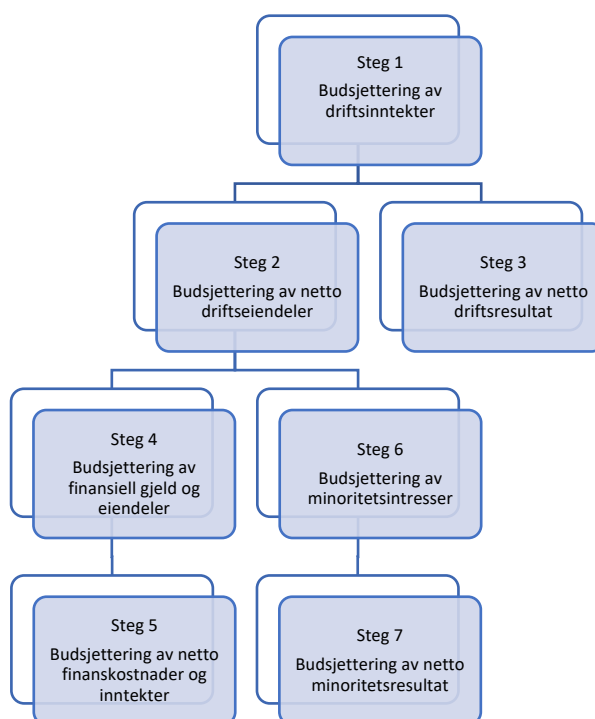 Steg 1
Budsjettering av
driftsinntekter
Steg 2
Budsjettering av netto
driftseiendeler
Steg 3
Budsjettering av netto
driftsresultat
Steg 4
Budsjettering av
finansiell gjeld og
eiendeler
Steg 6
Budsjettering av
minoritetsintresser
Steg 5
Budsjettering av netto
finanskostnader og
inntekter
Steg 7
Budsjettering av netto
minoritetsresultat